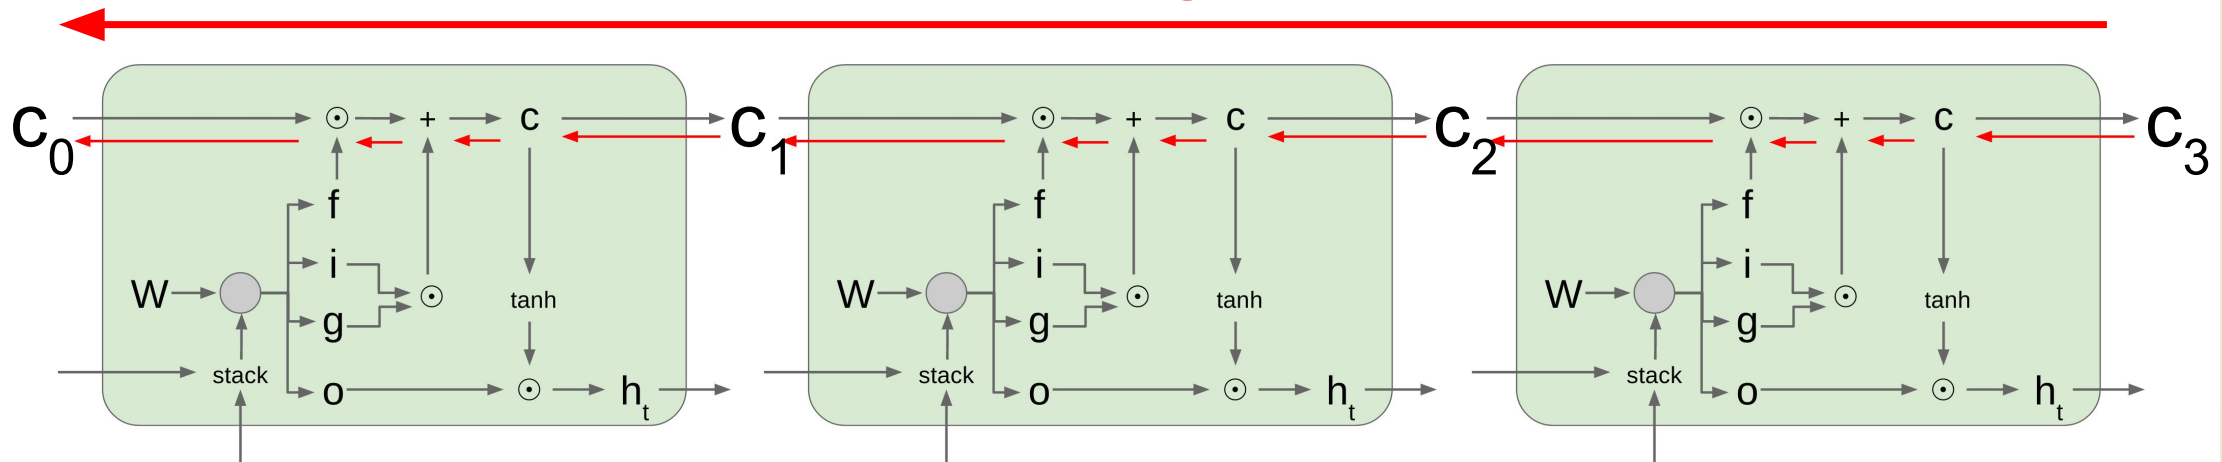 c0 ⊙ + c c1 ⊙ + c c2 ⊙ + c c3
f f f
i i i
W ⊙ tanh W ⊙ tanh W ⊙ tanh
g g g
stack stack stack
o ⊙ ht o ⊙ ht o ⊙ ht